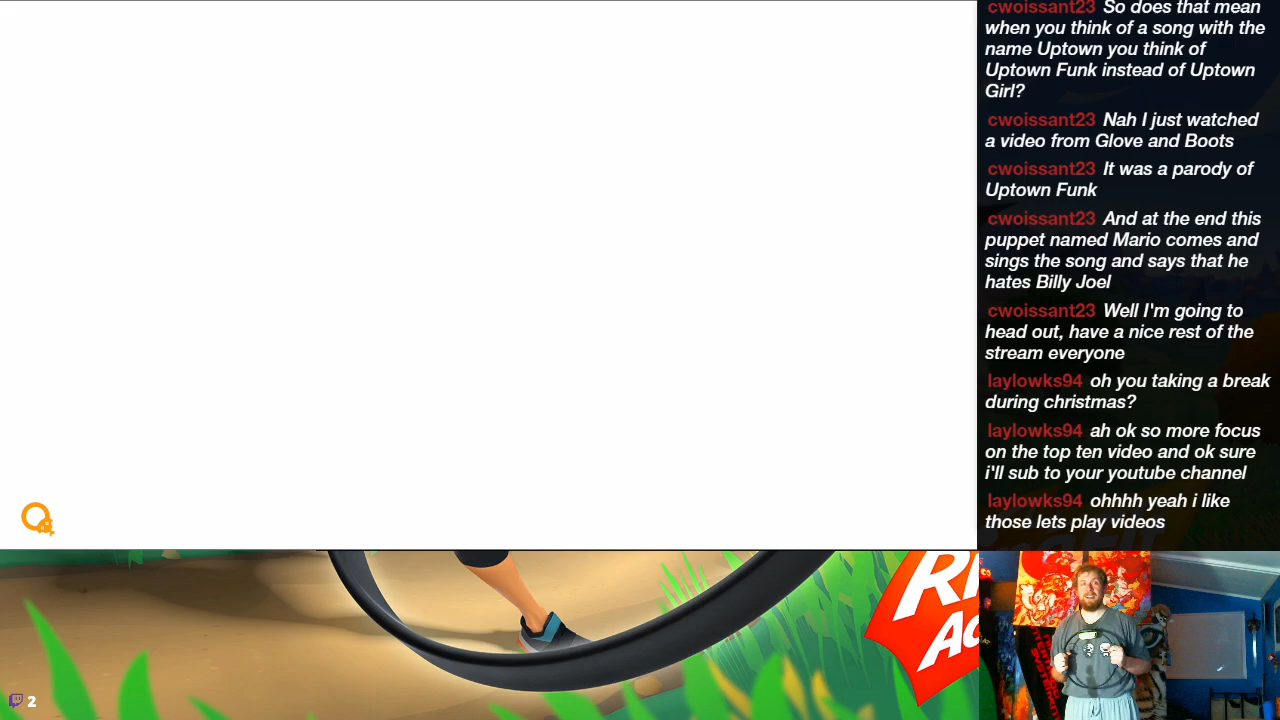 cwoissant23 So does that mean
when you think of a song with the
name Uptown you think of
Uptown Funk instead of Uptown
Girl?
cwoissant23 Nah I just watched
a video from Glove and Boots
cwoissant23 It was a parody of
Uptown Funk
cwoissant23 And at the end this
puppet named Mario comes and
sings the song and says that he
hates Billy Joel
cwoissant23 Well I'm going to
head out, have a nice rest of the
stream everyone
laylowks94 oh you taking a break
during christmas?
laylowks94 ah ok so more focus
on the top ten video and ok sure
i'll sub to your youtube channel
laylowks94 ohhhh yeah i like
those lets play videos
2